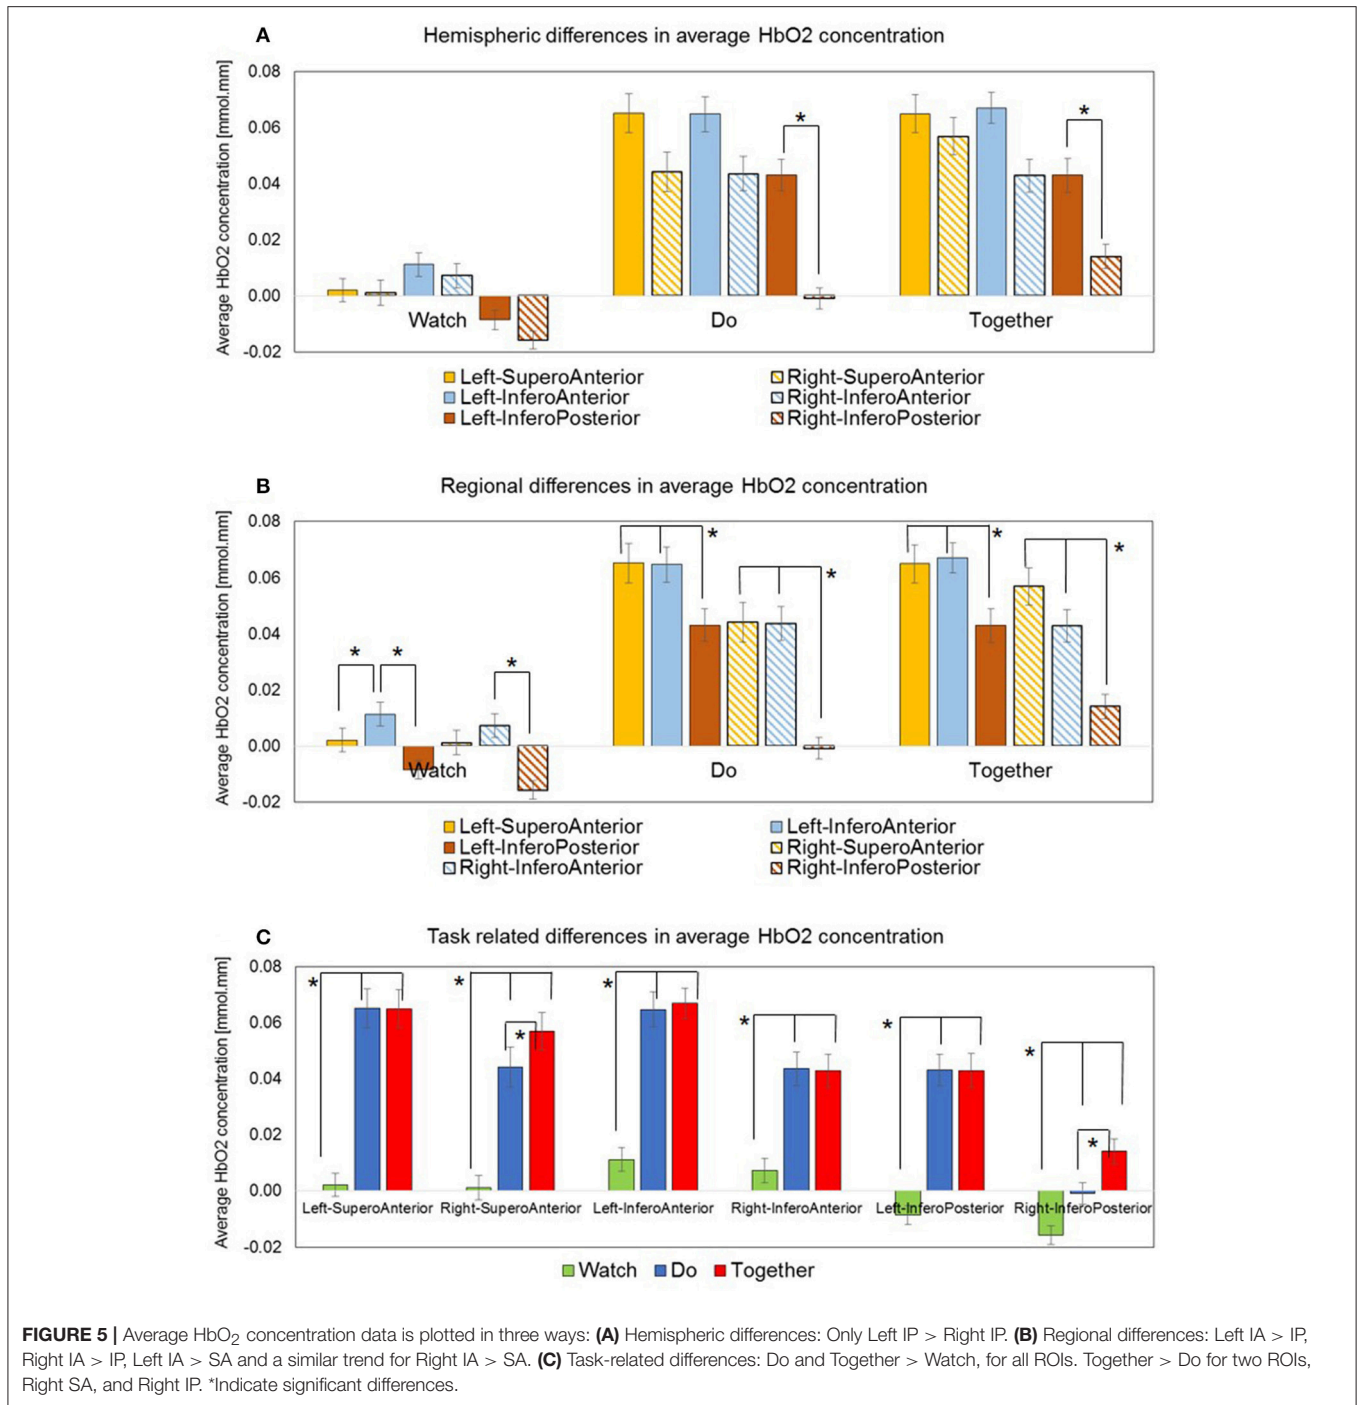 A Hemispheric differences in average HbO2 concentration
Average HbO2 concentration [mmol.mm]
0.08
0.06
0.04
0.02
0.00
-0.02
* *
Watch Do Together
Left-SuperoAnterior Right-SuperoAnterior
Left-InferoAnterior Right-InferoAnterior
Left-InferoPosterior Right-InferoPosterior
B Regional differences in average HbO2 concentration
Average HbO2 concentration [mmol.mm]
0.08
0.06
0.04
0.02
0.00
-0.02
* * * * * * *
Watch Do Together
Left-SuperoAnterior Left-InferoAnterior
Left-InferoPosterior Right-SuperoAnterior
Right-InferoAnterior Right-InferoPosterior
C Task related differences in average HbO2 concentration
Average HbO2 concentration [mmol.mm]
0.08
0.06
0.04
0.02
0.00
-0.02
* * * * * * * *
Left-SuperoAnterior Right-SuperoAnterior Left-InferoAnterior Right-InferoAnterior Left-InferoPosterior Right-InferoPosterior
Watch Do Together
FIGURE 5 | Average HbO2 concentration data is plotted in three ways: (A) Hemispheric differences: Only Left IP > Right IP. (B) Regional differences: Left IA > IP,
Right IA > IP, Left IA > SA and a similar trend for Right IA > SA. (C) Task-related differences: Do and Together > Watch, for all ROIs. Together > Do for two ROIs,
Right SA, and Right IP. *Indicate significant differences.